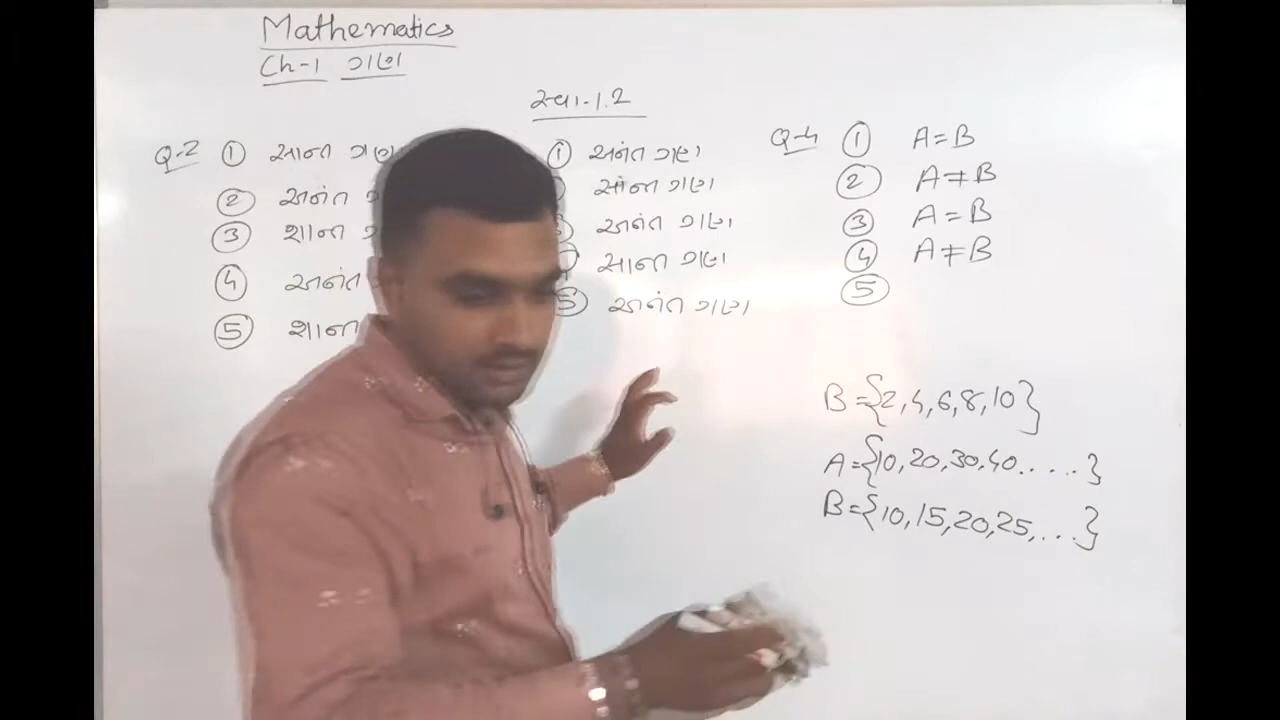 Mathematics
Ch-1 ગણ
સ્વા-1.2
Q-2 ① સાન્ત ગણ
② અનંત
③ શાન્ત
④ અનંત
⑤ શાન્ત
① અનંત ગણ
સાંન્ત ગણ
અનંત ગણ
સાન્ત ગણ
⑤ અનંત ગણ
Q-4 ① A=B
② A≠B
③ A=B
④ A≠B
⑤
B={2,4,6,8,10}
A={10,20,30,40.....}
B={10,15,20,25,...}